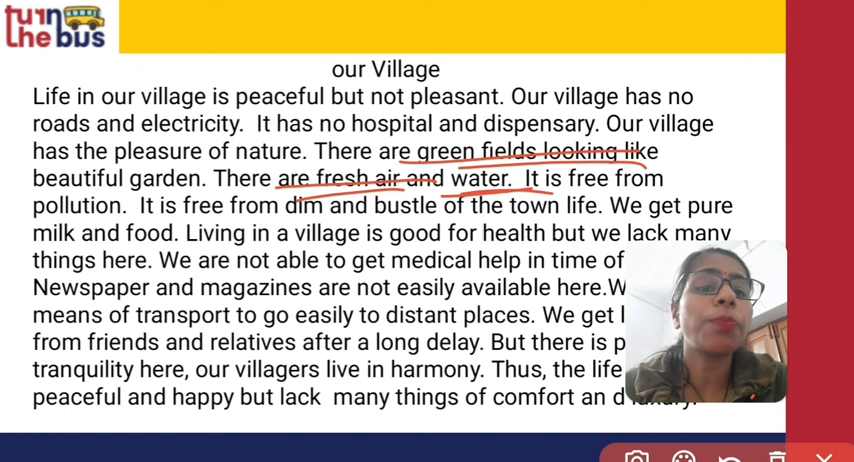 turn
the bus
our Village
Life in our village is peaceful but not pleasant. Our village has no
roads and electricity. It has no hospital and dispensary. Our village
has the pleasure of nature. There are green fields looking like
beautiful garden. There are fresh air and water. It is free from
pollution. It is free from dim and bustle of the town life. We get pure
milk and food. Living in a village is good for health but we lack many
things here. We are not able to get medical help in time of
Newspaper and magazines are not easily available here.
means of transport to go easily to distant places. We get
from friends and relatives after a long delay. But there is
tranquility here, our villagers live in harmony. Thus, the life
peaceful and happy but lack many things of comfort an d luxury.